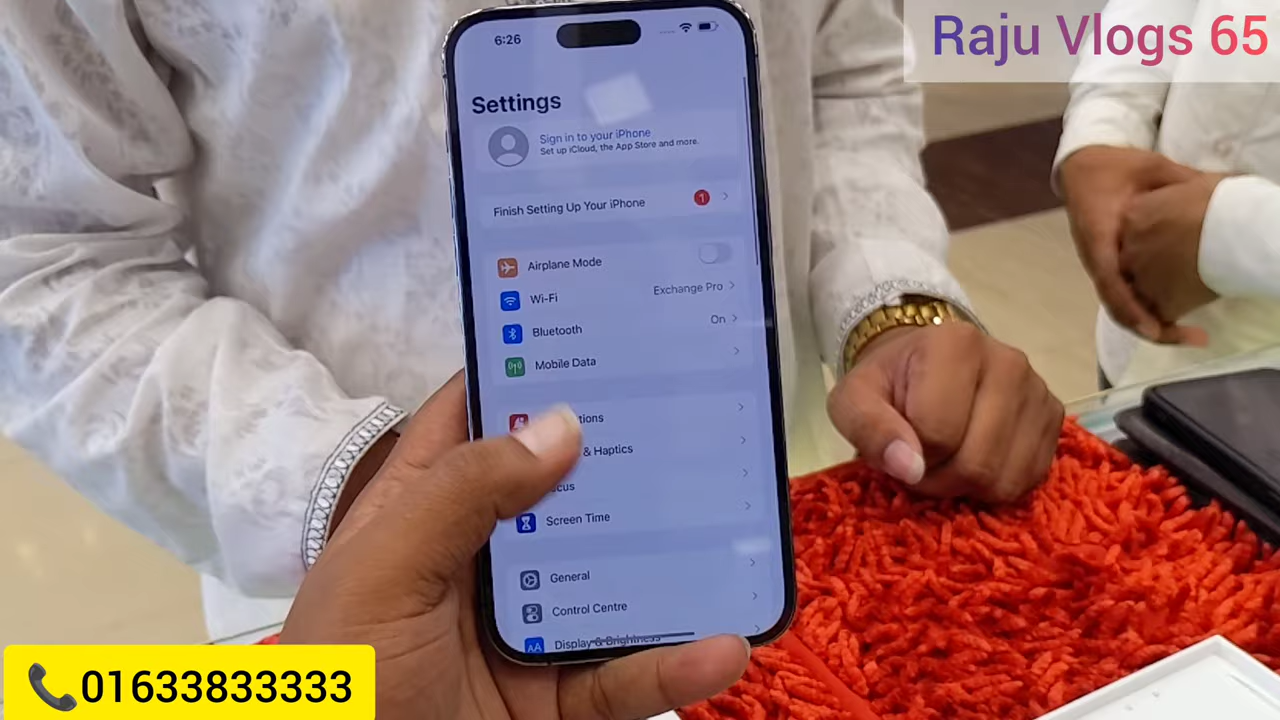 Raju Vlogs 65
6:26
Settings
Sign in to your iPhone
Set up iCloud, the App Store and more.
Finish Setting Up Your iPhone 1
Airplane Mode
Wi-Fi Exchange Pro
Bluetooth On
Mobile Data
& Haptics
Screen Time
General
Control Centre
Display & Brightness
01633833333